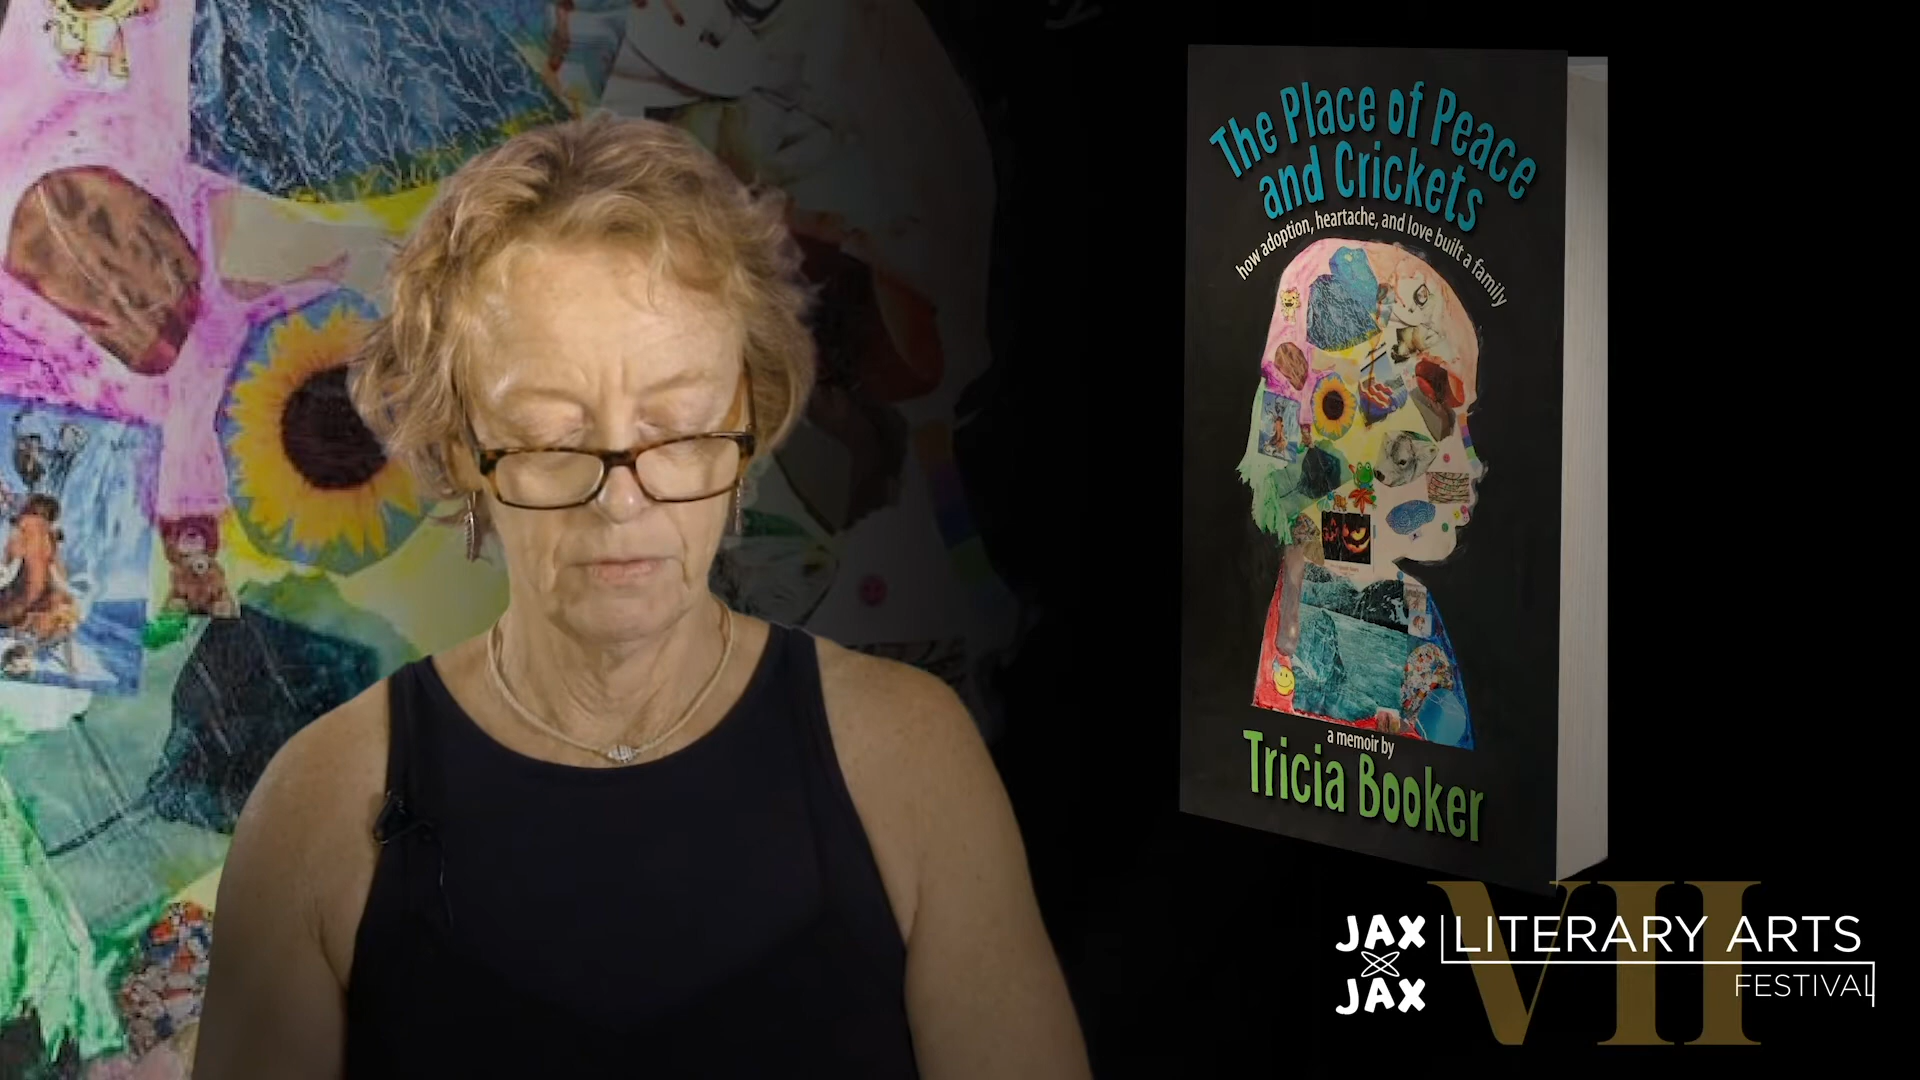 The Place of Peace
and Crickets
how adoption, heartache, and love built a family
a memoir by
Tricia Booker
VII
JAX LITERARY ARTS
JAX FESTIVAL